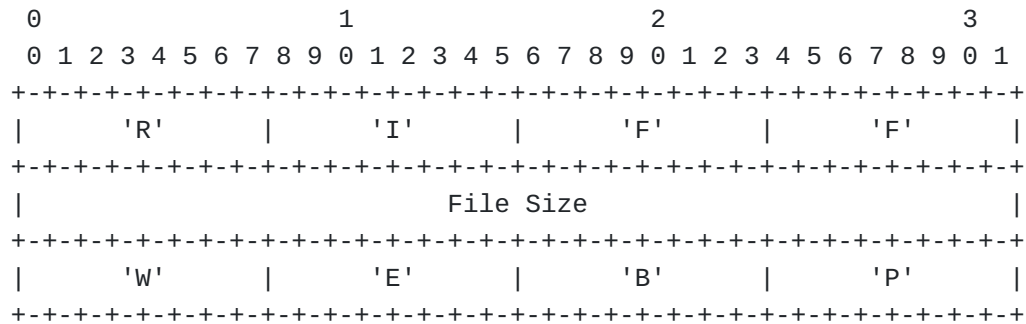 0                   1                   2                   3
 0 1 2 3 4 5 6 7 8 9 0 1 2 3 4 5 6 7 8 9 0 1 2 3 4 5 6 7 8 9 0 1
+-+-+-+-+-+-+-+-+-+-+-+-+-+-+-+-+-+-+-+-+-+-+-+-+-+-+-+-+-+-+-+-+
|      'R'      |      'I'      |      'F'      |      'F'      |
+-+-+-+-+-+-+-+-+-+-+-+-+-+-+-+-+-+-+-+-+-+-+-+-+-+-+-+-+-+-+-+-+
|                           File Size                           |
+-+-+-+-+-+-+-+-+-+-+-+-+-+-+-+-+-+-+-+-+-+-+-+-+-+-+-+-+-+-+-+-+
|      'W'      |      'E'      |      'B'      |      'P'      |
+-+-+-+-+-+-+-+-+-+-+-+-+-+-+-+-+-+-+-+-+-+-+-+-+-+-+-+-+-+-+-+-+